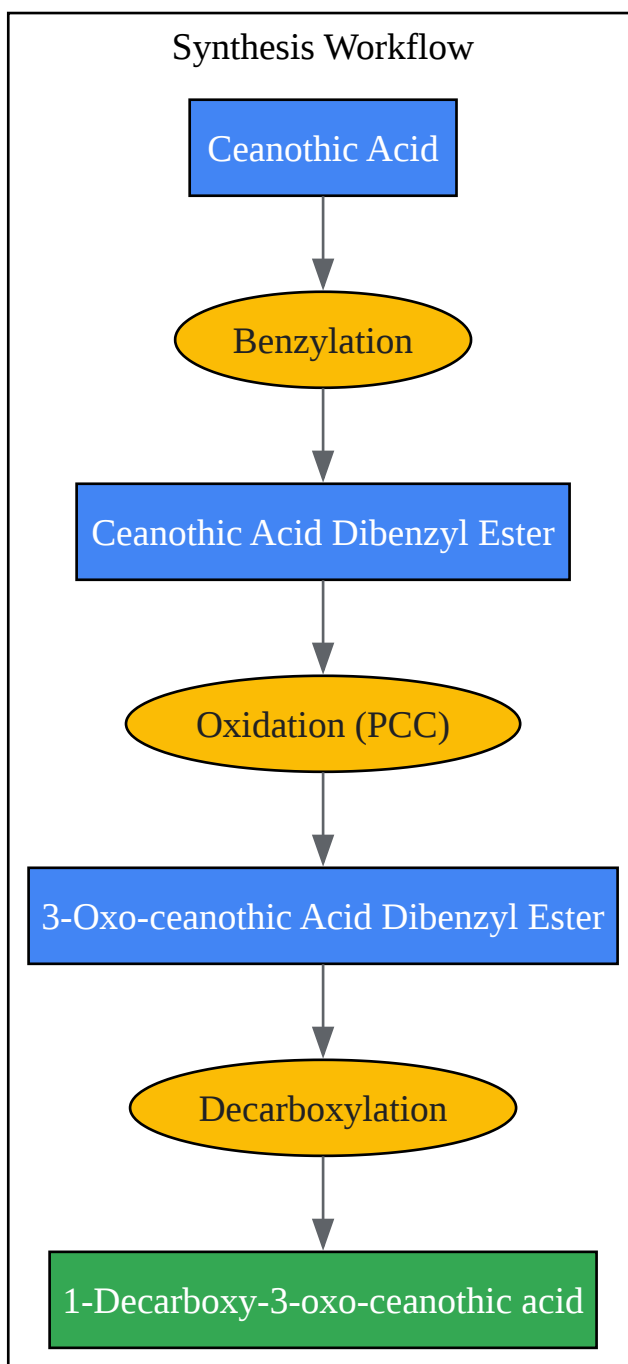 Synthesis Workflow
Ceanothic Acid
Benzylation
Ceanothic Acid Dibenzyl Ester
Oxidation (PCC)
3-Oxo-ceanothic Acid Dibenzyl Ester
Decarboxylation
1-Decarboxy-3-oxo-ceanothic acid